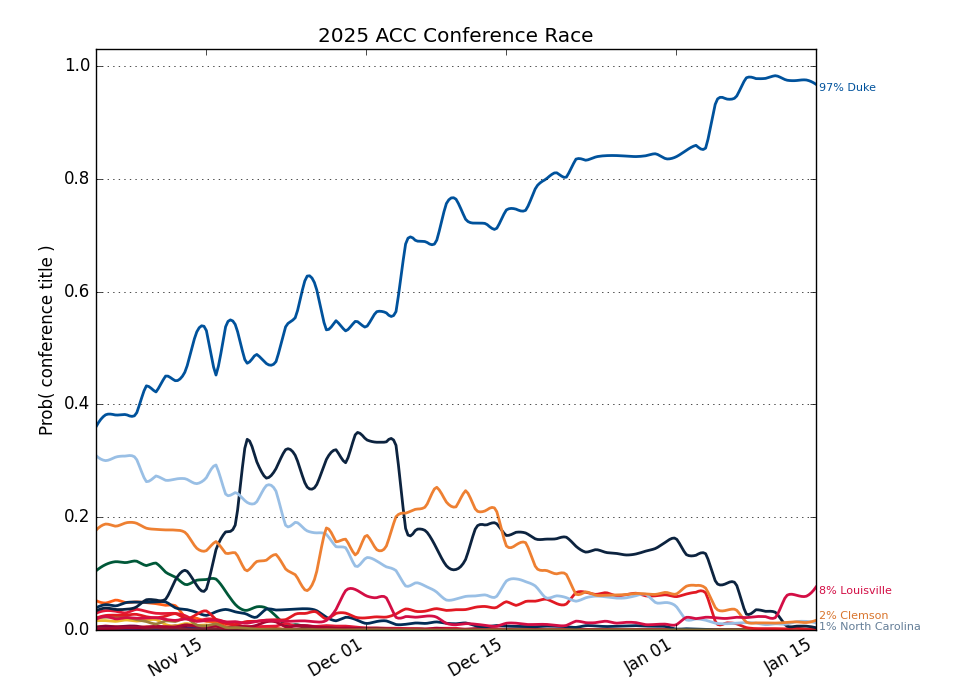 2025 ACC Conference Race
Prob( conference title )
1.0
0.8
0.6
0.4
0.2
0.0
97% Duke
8% Louisville
2% Clemson
1% North Carolina
Nov 15
Dec 01
Dec 15
Jan 01
Jan 15